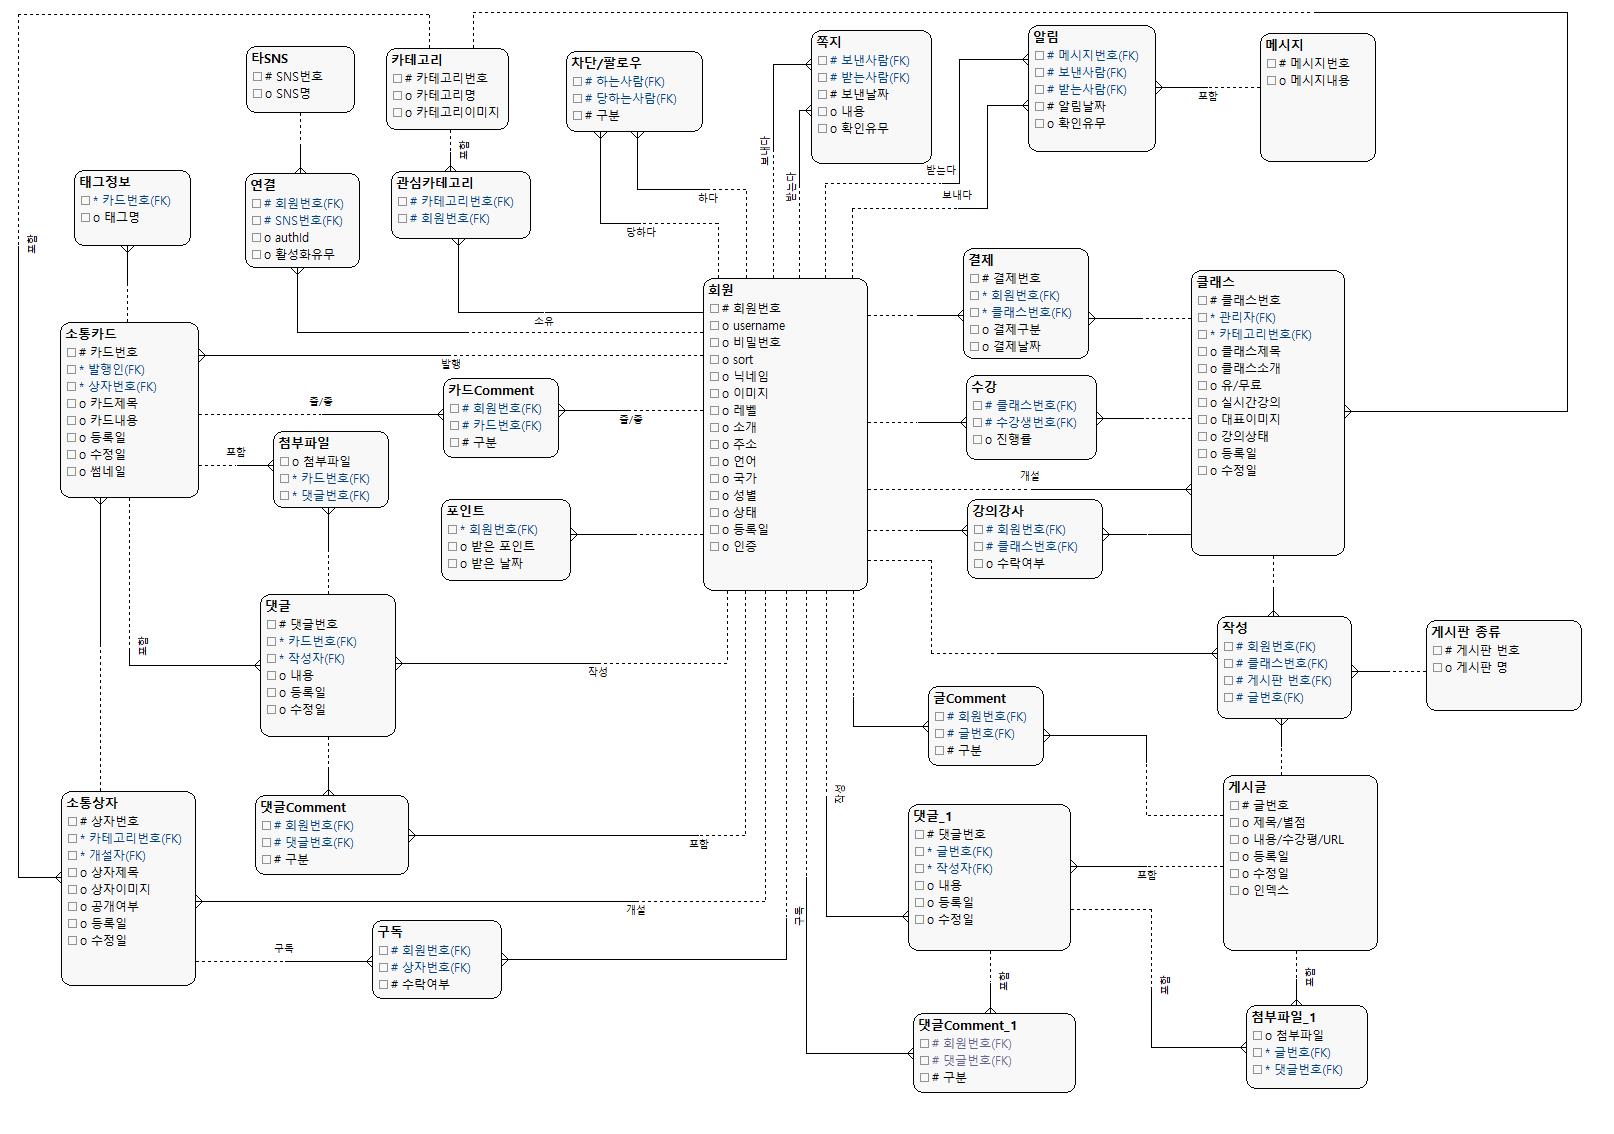 타SNS
# SNS번호
o SNS명
카테고리
# 카테고리번호
o 카테고리명
o 카테고리이미지
차단/팔로우
# 하는사람(FK)
# 당하는사람(FK)
# 구분
쪽지
# 보낸사람(FK)
# 받는사람(FK)
# 보낸날짜
o 내용
o 확인유무
알림
# 메시지번호(FK)
# 보낸사람(FK)
# 받는사람(FK)
# 알림날짜
o 확인유무
포함
메시지
# 메시지번호
o 메시지내용
포함
보내다
받는다
받는다
보내다
하다
당하다
태그정보
* 카드번호(FK)
o 태그명
연결
# 회원번호(FK)
# SNS번호(FK)
o authId
o 활성화유무
관심카테고리
# 카테고리번호(FK)
# 회원번호(FK)
포함
소유
발행
회원
# 회원번호
o username
o 비밀번호
o sort
o 닉네임
o 이미지
o 레벨
o 소개
o 주소
o 언어
o 국가
o 성별
o 상태
o 등록일
o 인증
결제
# 결제번호
* 회원번호(FK)
* 클래스번호(FK)
o 결제구분
o 결제날짜
클래스
# 클래스번호
* 관리자(FK)
* 카테고리번호(FK)
o 클래스제목
o 클래스소개
o 유/무료
o 실시간강의
o 대표이미지
o 강의상태
o 등록일
o 수정일
소통카드
# 카드번호
* 발행인(FK)
* 상자번호(FK)
o 카드제목
o 카드내용
o 등록일
o 수정일
o 썸네일
즐/좋
카드Comment
# 회원번호(FK)
# 카드번호(FK)
# 구분
즐/좋
수강
# 클래스번호(FK)
# 수강생번호(FK)
o 진행률
개설
포함
첨부파일
o 첨부파일
* 카드번호(FK)
* 댓글번호(FK)
포인트
* 회원번호(FK)
o 받은 포인트
o 받은 날짜
강의강사
# 회원번호(FK)
# 클래스번호(FK)
o 수락여부
포함
댓글
# 댓글번호
* 카드번호(FK)
* 작성자(FK)
o 내용
o 등록일
o 수정일
작성
작성
# 회원번호(FK)
# 클래스번호(FK)
# 게시판 번호(FK)
# 글번호(FK)
게시판 종류
# 게시판 번호
o 게시판 명
글Comment
# 회원번호(FK)
# 글번호(FK)
# 구분
소통상자
# 상자번호
* 카테고리번호(FK)
* 개설자(FK)
o 상자제목
o 상자이미지
o 공개여부
o 등록일
o 수정일
댓글Comment
# 회원번호(FK)
# 댓글번호(FK)
# 구분
포함
개설
작성
구독
댓글_1
# 댓글번호
* 글번호(FK)
* 작성자(FK)
o 내용
o 등록일
o 수정일
포함
게시글
# 글번호
o 제목/별점
o 내용/수강평/URL
o 등록일
o 수정일
o 인덱스
구독
구독
# 회원번호(FK)
# 상자번호(FK)
# 수락여부
포함
포함
포함
댓글Comment_1
# 회원번호(FK)
# 댓글번호(FK)
# 구분
첨부파일_1
o 첨부파일
* 글번호(FK)
* 댓글번호(FK)